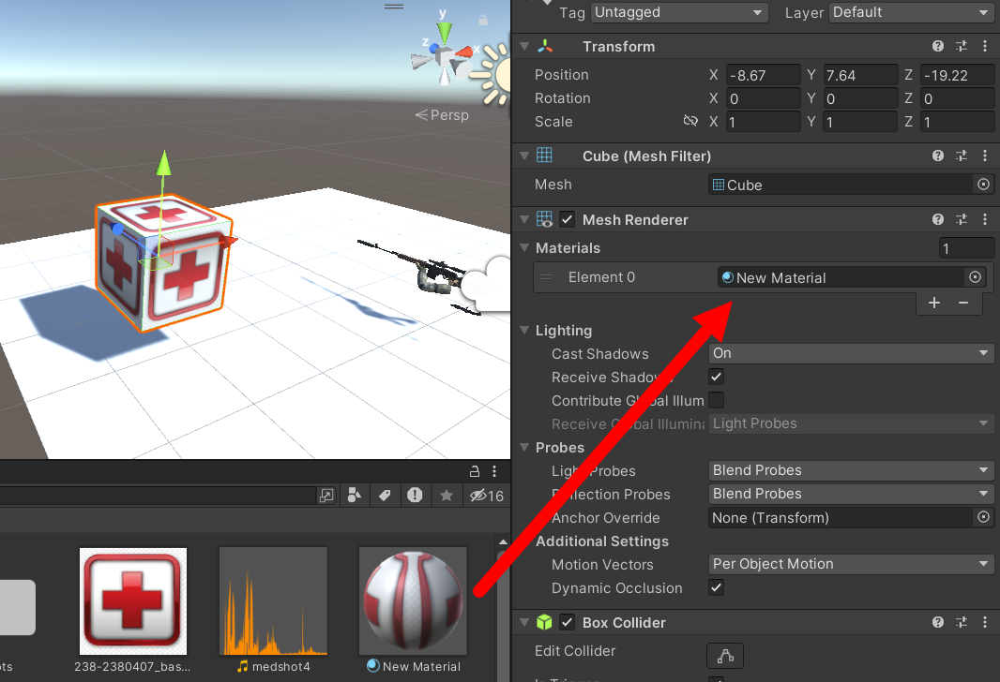 Tag Untagged Layer Default
Transform
Position X -8.67 Y 7.64 Z -19.22
Rotation X 0 Y 0 Z 0
Scale X 1 Y 1 Z 1
Cube (Mesh Filter)
Mesh Cube
Mesh Renderer
Materials 1
Element 0 New Material
Lighting
Cast Shadows On
Receive Shadows
Contribute Global Illum
Receive Global Illumina Light Probes
Probes
Light Probes Blend Probes
Reflection Probes Blend Probes
Anchor Override None (Transform)
Additional Settings
Motion Vectors Per Object Motion
Dynamic Occlusion
Box Collider
Edit Collider
Is Trigger
y
z x
Persp
16
pts 238-2380407_bas... medshot4 New Material